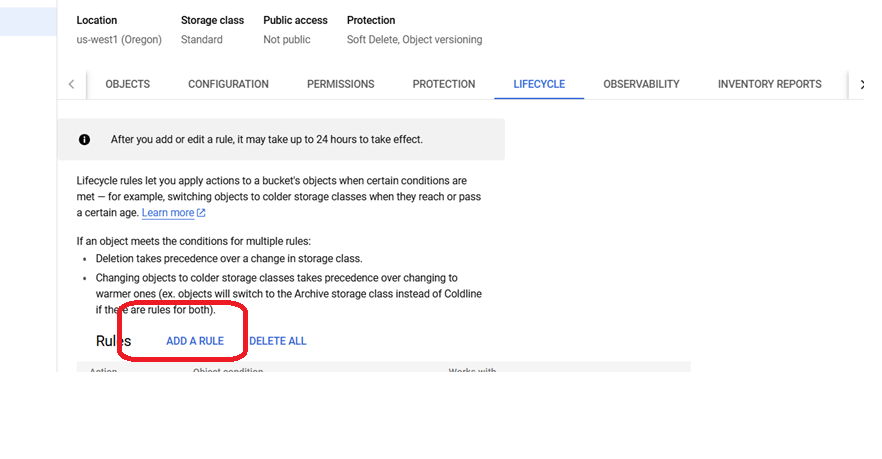 Location Storage class Public access Protection
us-west1 (Oregon) Standard Not public Soft Delete, Object versioning
OBJECTS CONFIGURATION PERMISSIONS PROTECTION LIFECYCLE OBSERVABILITY INVENTORY REPORTS
After you add or edit a rule, it may take up to 24 hours to take effect.
Lifecycle rules let you apply actions to a bucket's objects when certain conditions are
met — for example, switching objects to colder storage classes when they reach or pass
a certain age. Learn more
If an object meets the conditions for multiple rules:
• Deletion takes precedence over a change in storage class.
• Changing objects to colder storage classes takes precedence over changing to
warmer ones (ex. objects will switch to the Archive storage class instead of Coldline
if there are rules for both).
Rules ADD A RULE DELETE ALL
Action Object condition Works with